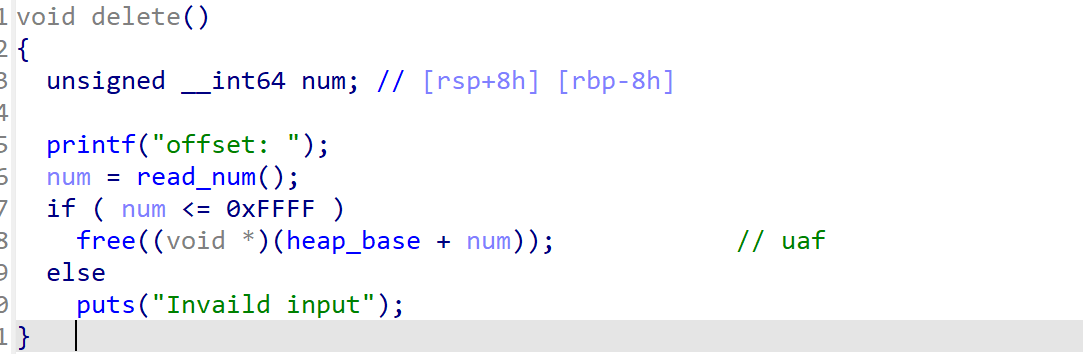 1 void delete()
2 {
3   unsigned __int64 num; // [rsp+8h] [rbp-8h]
4
5   printf("offset: ");
6   num = read_num();
7   if ( num <= 0xFFFF )
8     free((void *)(heap_base + num));            // uaf
9   else
0     puts("Invaild input");
1 }